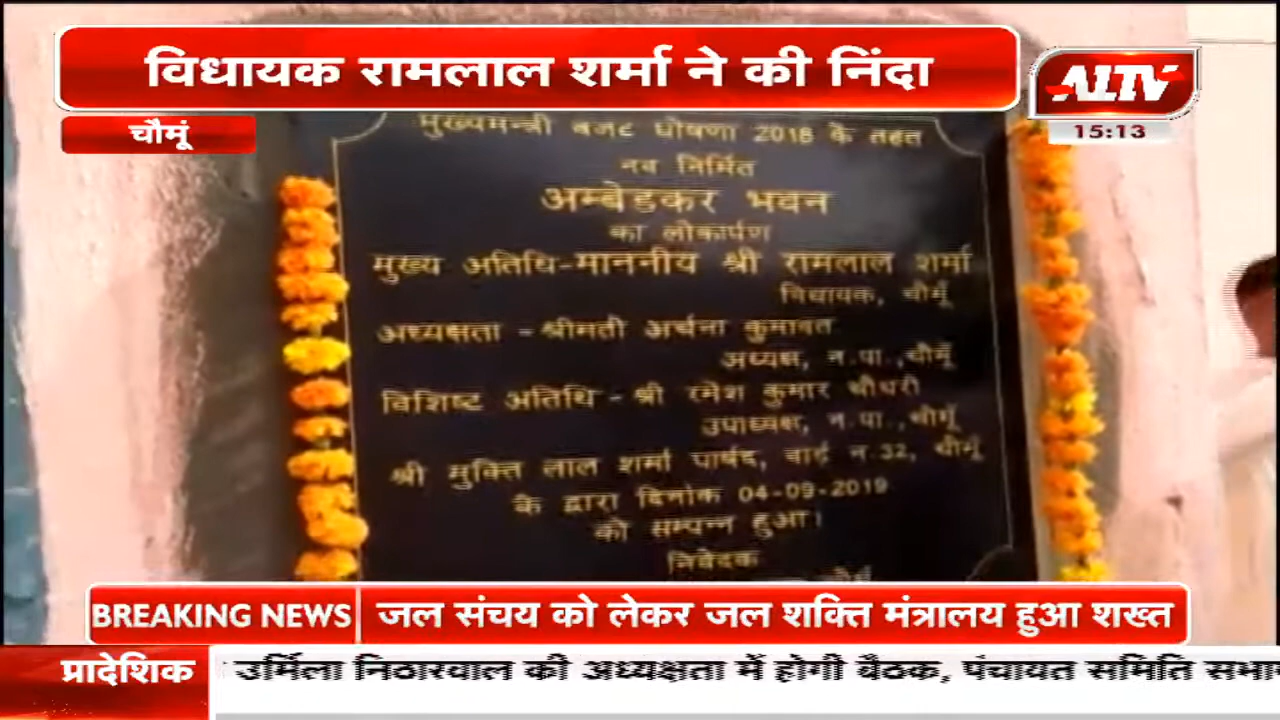 विधायक रामलाल शर्मा ने की निंदा
ALTV
15:13
चौमूं
मुख्यमन्त्री बजट घोषणा 2018 के तहत
नव निर्मित
अम्बेडकर भवन
का लोकार्पण
मुख्य अतिथि-माननीय श्री रामलाल शर्मा
विधायक, चौमूँ
अध्यक्षता - श्रीमती अर्चना कुमावत
अध्यक्ष, न.पा.,चौमूँ
विशिष्ट अतिथि - श्री रमेश कुमार चौधरी
उपाध्यक्ष, न.पा.,चौमूँ
श्री मुक्ति लाल शर्मा पार्षद, वार्ड न.32, चौमूँ
के द्वारा दिनांक 04-09-2019
को सम्पन्न हुआ।
निवेदक
BREAKING NEWS जल संचय को लेकर जल शक्ति मंत्रालय हुआ शख्त
प्रादेशिक उर्मिला निठारवाल की अध्यक्षता में होगी बैठक, पंचायत समिति